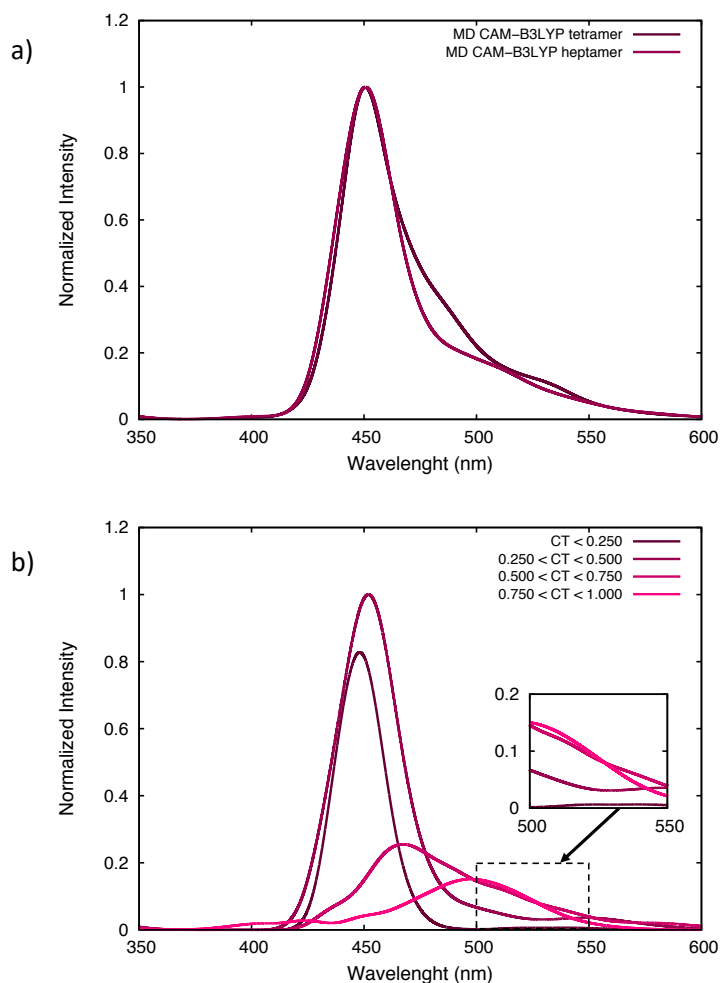 a)
MD CAM−B3LYP tetramer
MD CAM−B3LYP heptamer
Normalized Intensity
1.2
1
0.8
0.6
0.4
0.2
0
350 400 450 500 550 600
Wavelenght (nm)
b)
CT < 0.250
0.250 < CT < 0.500
0.500 < CT < 0.750
0.750 < CT < 1.000
Normalized Intensity
1.2
1
0.8
0.6
0.4
0.2
0
0.2
0.1
0
500 550
350 400 450 500 550 600
Wavelenght (nm)